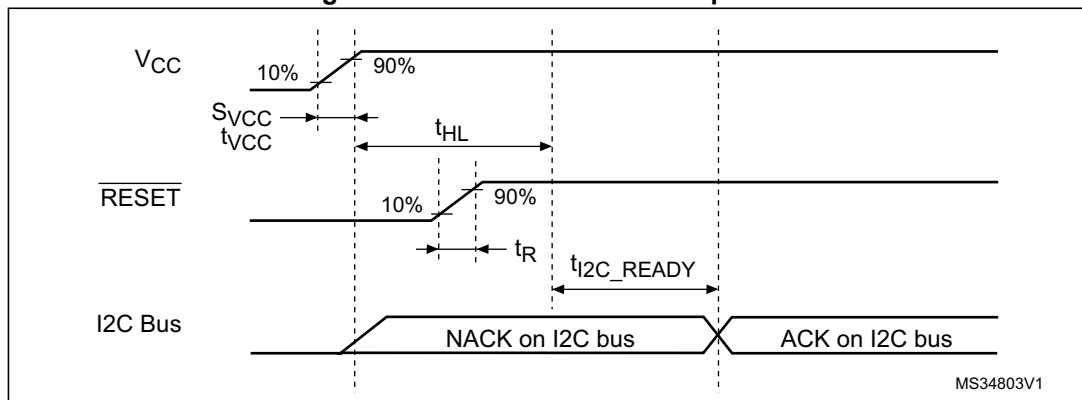 V_CC
10%
90%
S_VCC
t_VCC
t_HL
RESET
10%
90%
t_R
t_I2C_READY
I2C Bus
NACK on I2C bus
ACK on I2C bus
MS34803V1